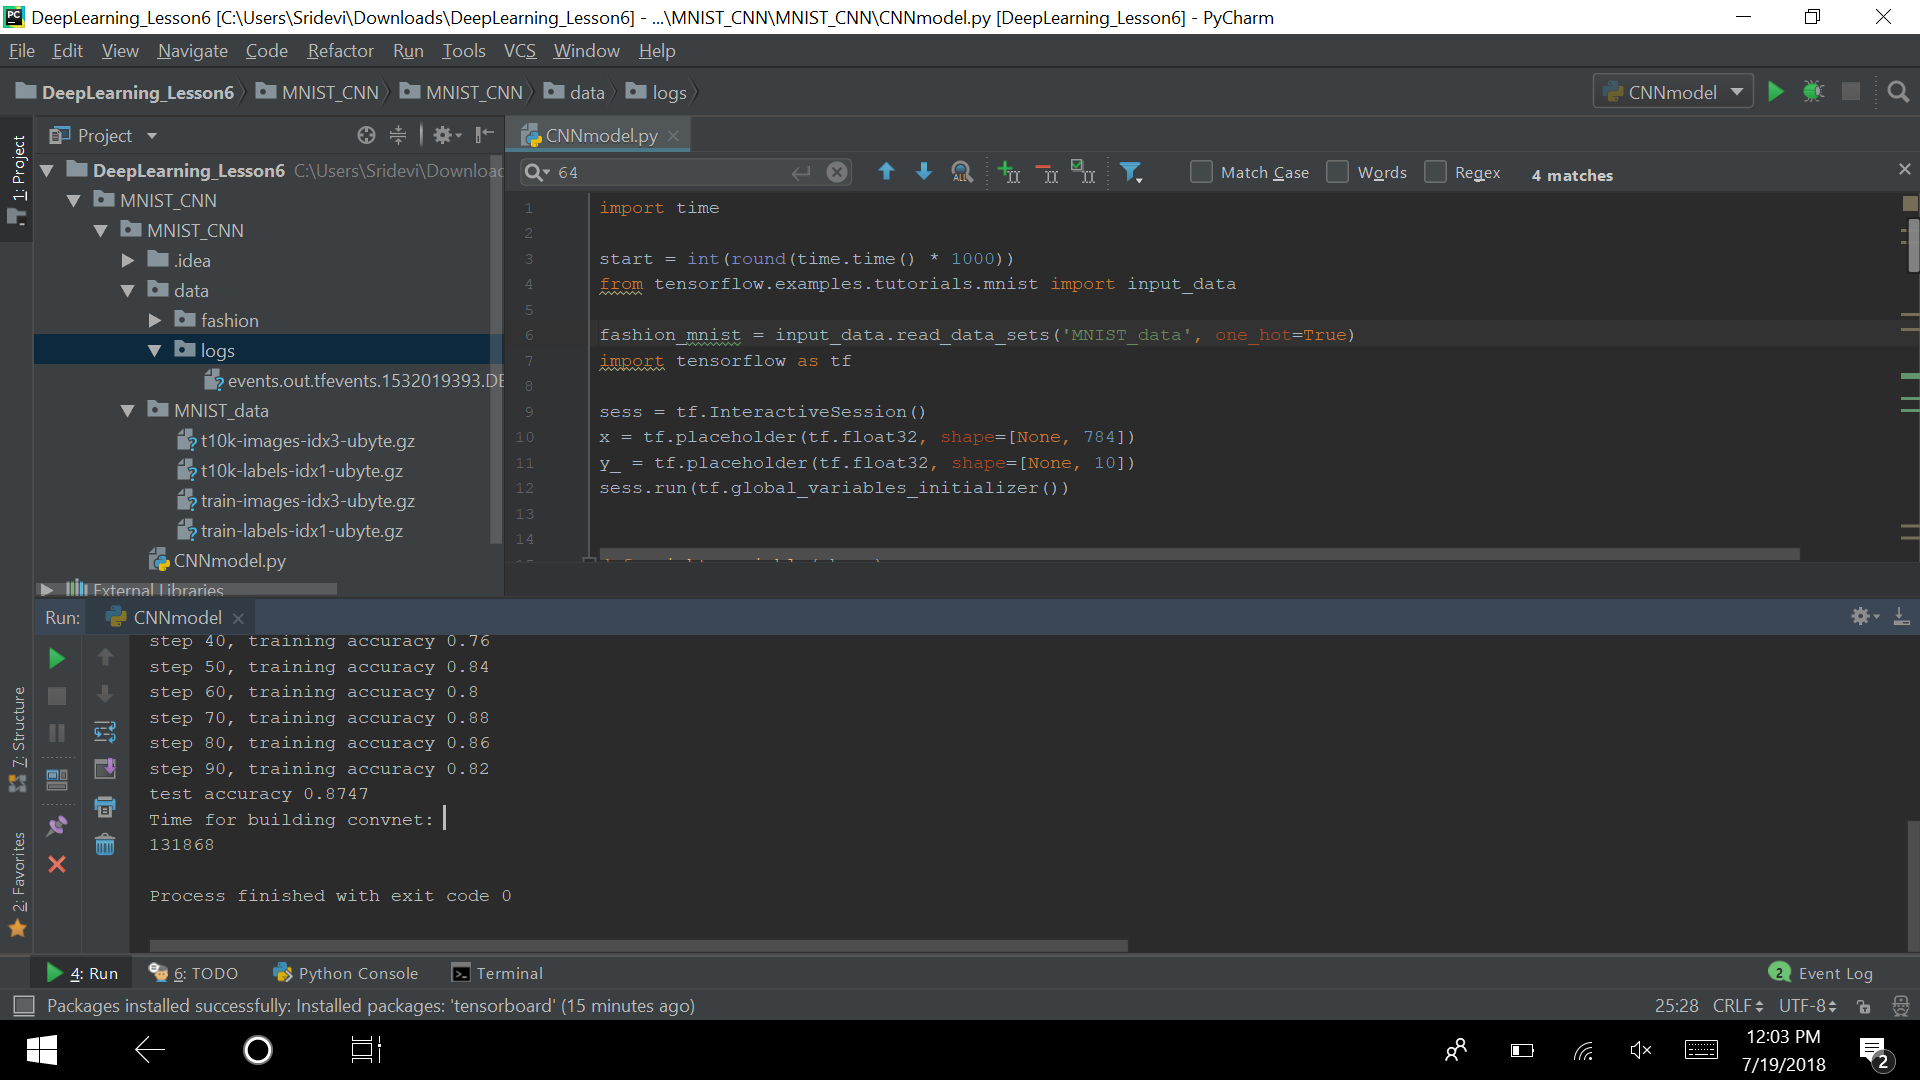 DeepLearning_Lesson6 [C:\Users\Sridevi\Downloads\DeepLearning_Lesson6] - ...\MNIST_CNN\MNIST_CNN\CNNmodel.py [DeepLearning_Lesson6] - PyCharm
File Edit View Navigate Code Refactor Run Tools VCS Window Help
DeepLearning_Lesson6 MNIST_CNN MNIST_CNN data logs CNNmodel
1: Project
7: Structure
2: Favorites
Project
DeepLearning_Lesson6 C:\Users\Sridevi\Downloac
MNIST_CNN
MNIST_CNN
.idea
data
fashion
logs
events.out.tfevents.1532019393.DE
MNIST_data
t10k-images-idx3-ubyte.gz
t10k-labels-idx1-ubyte.gz
train-images-idx3-ubyte.gz
train-labels-idx1-ubyte.gz
CNNmodel.py
External Libraries
CNNmodel.py
64 Match Case Words Regex 4 matches
1 import time
2
3 start = int(round(time.time() * 1000))
4 from tensorflow.examples.tutorials.mnist import input_data
5
6 fashion_mnist = input_data.read_data_sets('MNIST_data', one_hot=True)
7 import tensorflow as tf
8
9 sess = tf.InteractiveSession()
10 x = tf.placeholder(tf.float32, shape=[None, 784])
11 y_ = tf.placeholder(tf.float32, shape=[None, 10])
12 sess.run(tf.global_variables_initializer())
13
14
Run: CNNmodel
step 40, training accuracy 0.76
step 50, training accuracy 0.84
step 60, training accuracy 0.8
step 70, training accuracy 0.88
step 80, training accuracy 0.86
step 90, training accuracy 0.82
test accuracy 0.8747
Time for building convnet:
131868
Process finished with exit code 0
4: Run 6: TODO Python Console Terminal 2 Event Log
Packages installed successfully: Installed packages: 'tensorboard' (15 minutes ago) 25:28 CRLF UTF-8
12:03 PM
7/19/2018
2